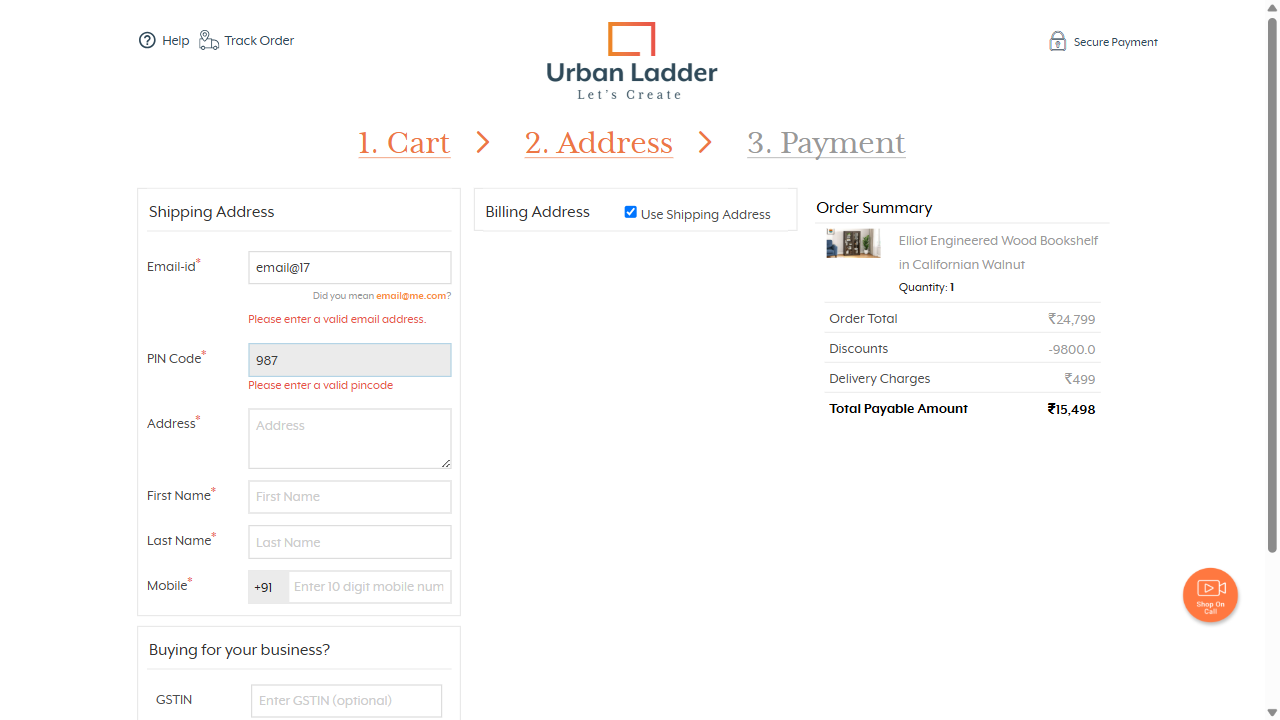 Help
Track Order
Urban Ladder
Let's Create
Secure Payment
1. Cart
2. Address
3. Payment
Shipping Address
Email-id*
email@17
Did you mean email@me.com?
Please enter a valid email address.
PIN Code*
987
Please enter a valid pincode
Address*
Address
First Name*
First Name
Last Name*
Last Name
Mobile*
+91
Enter 10 digit mobile num
Buying for your business?
GSTIN
Enter GSTIN (optional)
Billing Address
Use Shipping Address
Order Summary
Elliot Engineered Wood Bookshelf
in Californian Walnut
Quantity: 1
Order Total
₹24,799
Discounts
-9800.0
Delivery Charges
₹499
Total Payable Amount
₹15,498
Shop On
Call